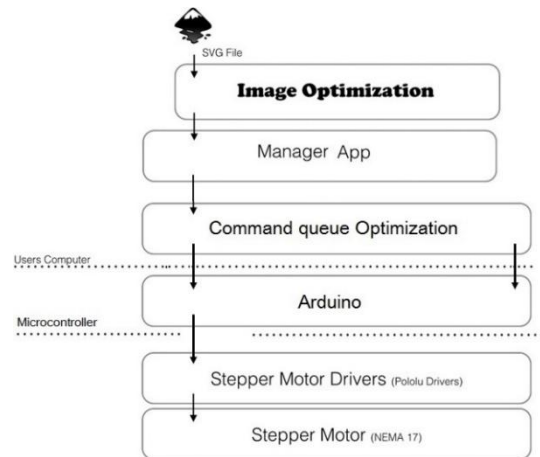 SVG File
Image Optimization
Manager App
Command queue Optimization
Users Computer
Arduino
Microcontroller
Stepper Motor Drivers (Pololu Drivers)
Stepper Motor (NEMA 17)